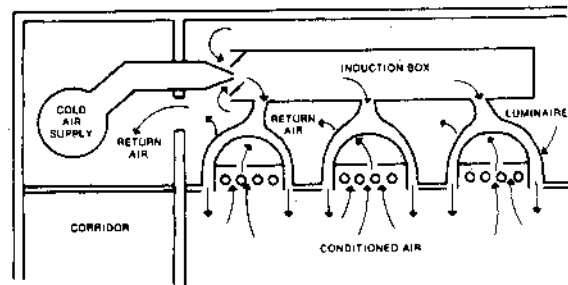 INDUCTION BOX
COLD
AIR
SUPPLY
RETURN
AIR
RETURN
AIR
LUMINAIRE
CORRIDOR
CONDITIONED AIR